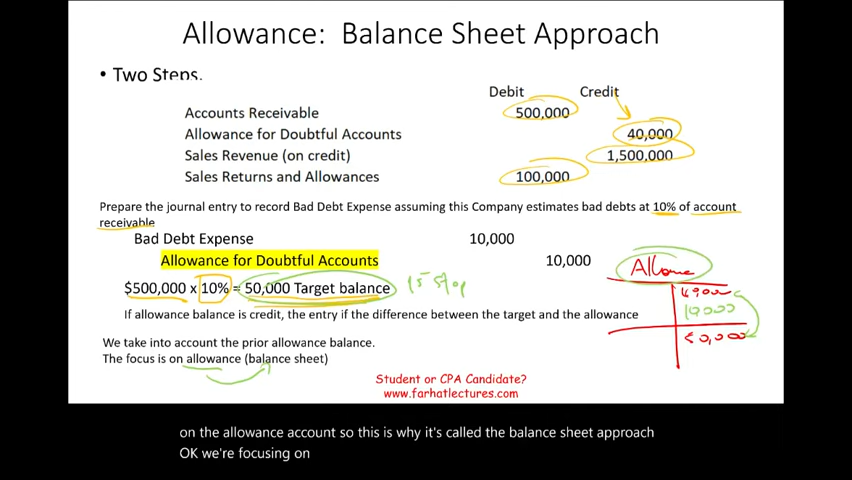 Allowance: Balance Sheet Approach
• Two Steps.
Debit Credit
Accounts Receivable 500,000
Allowance for Doubtful Accounts 40,000
Sales Revenue (on credit) 1,500,000
Sales Returns and Allowances 100,000
Prepare the journal entry to record Bad Debt Expense assuming this Company estimates bad debts at 10% of account
receivable
Bad Debt Expense 10,000
Allowance for Doubtful Accounts 10,000
$500,000 x 10% = 50,000 Target balance
If allowance balance is credit, the entry if the difference between the target and the allowance
We take into account the prior allowance balance.
The focus is on allowance (balance sheet)
40,000
10000
50,000
Student or CPA Candidate?
www.farhatlectures.com
on the allowance account so this is why it's called the balance sheet approach
OK we're focusing on